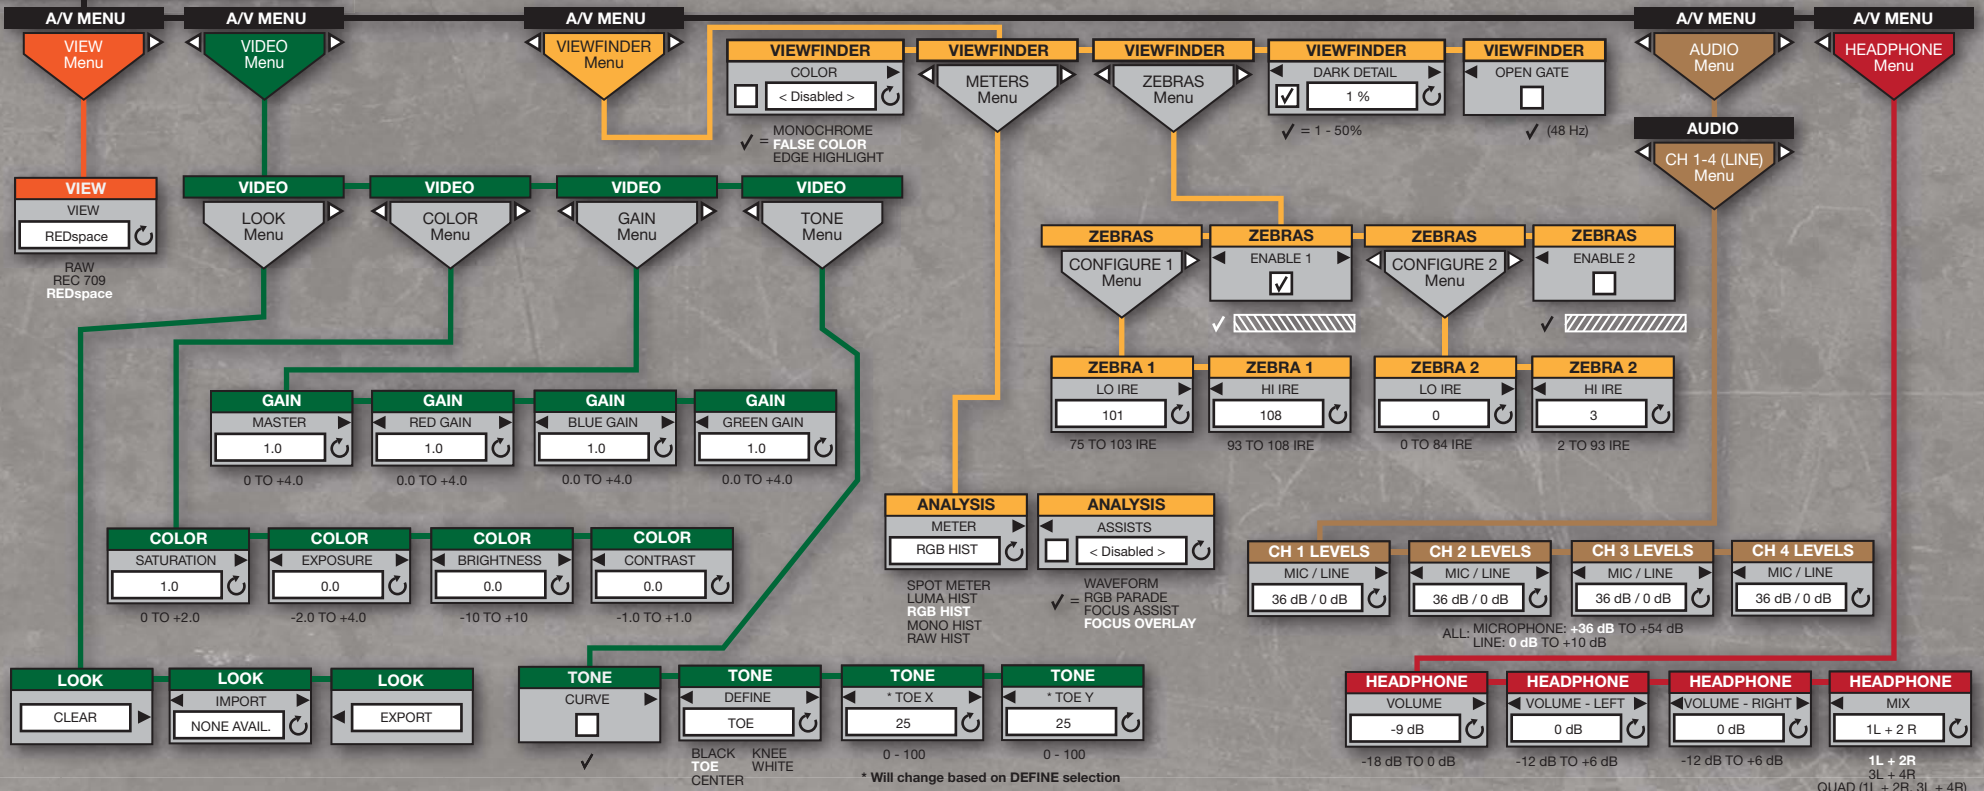 A/V MENU
VIEW
Menu
A/V MENU
VIDEO
Menu
A/V MENU
VIEWFINDER
Menu
A/V MENU
AUDIO
Menu
A/V MENU
HEADPHONE
Menu
VIEWFINDER
COLOR
< Disabled >
= MONOCHROME
FALSE COLOR
EDGE HIGHLIGHT
VIEWFINDER
METERS
Menu
VIEWFINDER
ZEBRAS
Menu
VIEWFINDER
DARK DETAIL
1 %
= 1 - 50%
VIEWFINDER
OPEN GATE
(48 Hz)
AUDIO
CH 1-4 (LINE)
Menu
VIEW
VIEW
REDspace
RAW
REC 709
REDspace
VIDEO
LOOK
Menu
VIDEO
COLOR
Menu
VIDEO
GAIN
Menu
VIDEO
TONE
Menu
ZEBRAS
CONFIGURE 1
Menu
ZEBRAS
ENABLE 1
ZEBRAS
CONFIGURE 2
Menu
ZEBRAS
ENABLE 2
ZEBRA 1
LO IRE
101
75 TO 103 IRE
ZEBRA 1
HI IRE
108
93 TO 108 IRE
ZEBRA 2
LO IRE
0
0 TO 84 IRE
ZEBRA 2
HI IRE
3
2 TO 93 IRE
GAIN
MASTER
1.0
0 TO +4.0
GAIN
RED GAIN
1.0
0.0 TO +4.0
GAIN
BLUE GAIN
1.0
0.0 TO +4.0
GAIN
GREEN GAIN
1.0
0.0 TO +4.0
ANALYSIS
METER
RGB HIST
SPOT METER
LUMA HIST
RGB HIST
MONO HIST
RAW HIST
ANALYSIS
ASSISTS
< Disabled >
WAVEFORM
= RGB PARADE
FOCUS ASSIST
FOCUS OVERLAY
COLOR
SATURATION
1.0
0 TO +2.0
COLOR
EXPOSURE
0.0
-2.0 TO +4.0
COLOR
BRIGHTNESS
0.0
-10 TO +10
COLOR
CONTRAST
0.0
-1.0 TO +1.0
CH 1 LEVELS
MIC / LINE
36 dB / 0 dB
CH 2 LEVELS
MIC / LINE
36 dB / 0 dB
CH 3 LEVELS
MIC / LINE
36 dB / 0 dB
CH 4 LEVELS
MIC / LINE
36 dB / 0 dB
ALL: MICROPHONE: +36 dB TO +54 dB
LINE: 0 dB TO +10 dB
LOOK
CLEAR
LOOK
IMPORT
NONE AVAIL.
LOOK
EXPORT
TONE
CURVE
TONE
DEFINE
TOE
BLACK KNEE
TOE WHITE
CENTER
TONE
* TOE X
25
0 - 100
TONE
* TOE Y
25
0 - 100
* Will change based on DEFINE selection
HEADPHONE
VOLUME
-9 dB
-18 dB TO 0 dB
HEADPHONE
VOLUME - LEFT
0 dB
-12 dB TO +6 dB
HEADPHONE
VOLUME - RIGHT
0 dB
-12 dB TO +6 dB
HEADPHONE
MIX
1L + 2 R
1L + 2R
3L + 4R
QUAD (1L + 2R, 3L + 4R)